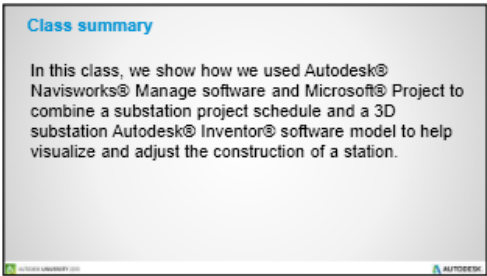 Class summary
In this class, we show how we used Autodesk®
Navisworks® Manage software and Microsoft® Project to
combine a substation project schedule and a 3D
substation Autodesk® Inventor® software model to help
visualize and adjust the construction of a station.
AUTODESK UNIVERSITY
AUTODESK